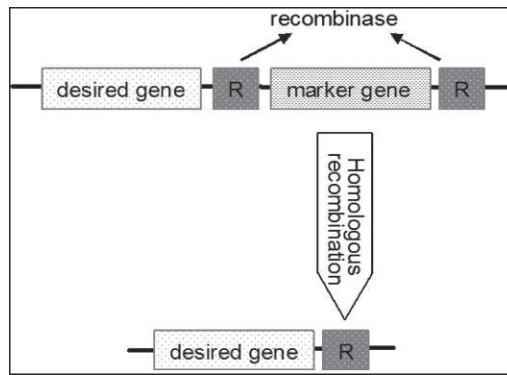 recombinase
desired gene R marker gene R
Homologous
recombination
desired gene R